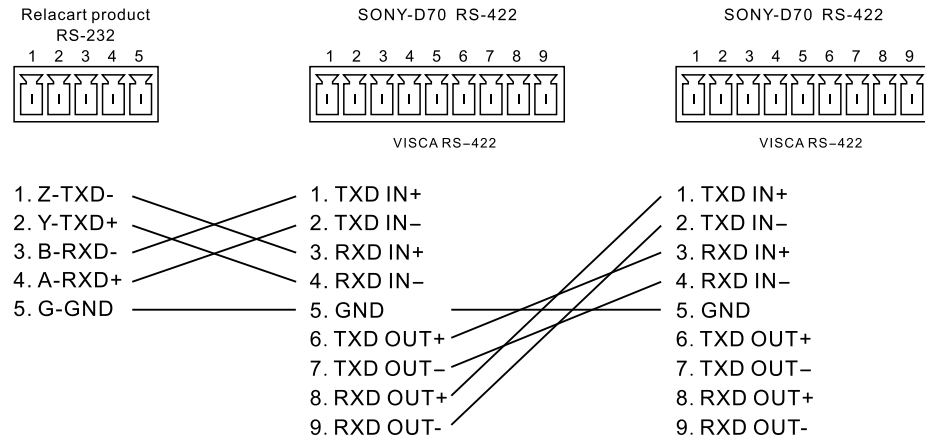 Relacart product
RS-232
1 2 3 4 5
SONY-D70 RS-422
1 2 3 4 5 6 7 8 9
VISCA RS–422
SONY-D70 RS-422
1 2 3 4 5 6 7 8 9
VISCA RS–422
1. Z-TXD-
2. Y-TXD+
3. B-RXD-
4. A-RXD+
5. G-GND
1. TXD IN+
2. TXD IN–
3. RXD IN+
4. RXD IN–
5. GND
6. TXD OUT+
7. TXD OUT–
8. RXD OUT+
9. RXD OUT-
1. TXD IN+
2. TXD IN–
3. RXD IN+
4. RXD IN–
5. GND
6. TXD OUT+
7. TXD OUT–
8. RXD OUT+
9. RXD OUT-